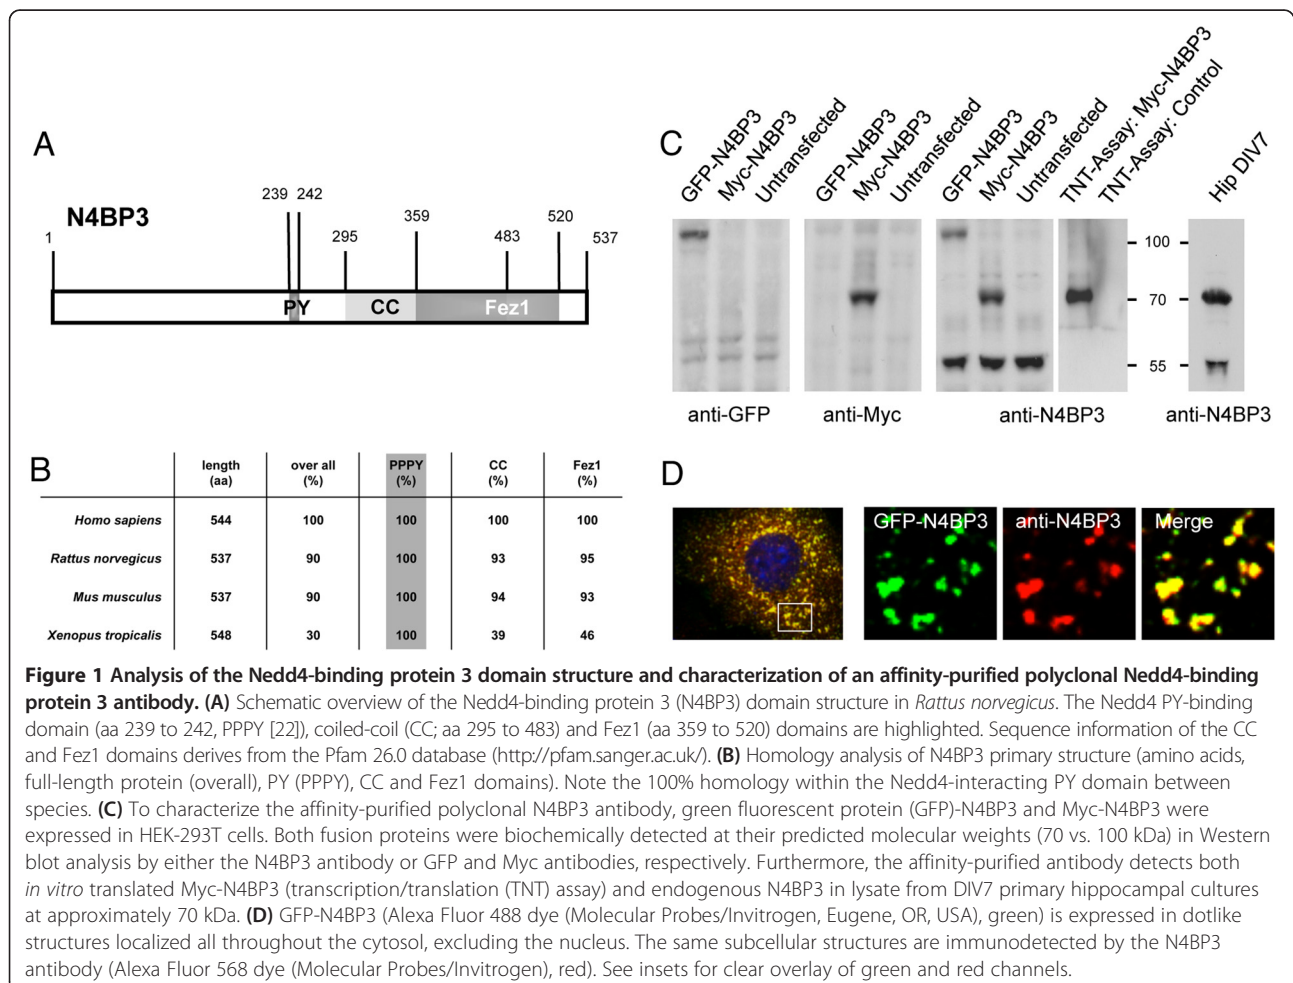 A
N4BP3
1
239
242
295
359
483
520
537
PY
CC
Fez1
C
GFP-N4BP3
Myc-N4BP3
Untransfected
GFP-N4BP3
Myc-N4BP3
Untransfected
GFP-N4BP3
Myc-N4BP3
Untransfected
TNT-Assay: Myc-N4BP3
TNT-Assay: Control
Hip DIV7
100
70
55
anti-GFP
anti-Myc
anti-N4BP3
anti-N4BP3
B
length (aa) over all (%) PPPY (%) CC (%) Fez1 (%)
Homo sapiens 544 100 100 100 100
Rattus norvegicus 537 90 100 93 95
Mus musculus 537 90 100 94 93
Xenopus tropicalis 548 30 100 39 46
D
GFP-N4BP3
anti-N4BP3
Merge
Figure 1 Analysis of the Nedd4-binding protein 3 domain structure and characterization of an affinity-purified polyclonal Nedd4-binding
protein 3 antibody. (A) Schematic overview of the Nedd4-binding protein 3 (N4BP3) domain structure in Rattus norvegicus. The Nedd4 PY-binding
domain (aa 239 to 242, PPPY [22]), coiled-coil (CC; aa 295 to 483) and Fez1 (aa 359 to 520) domains are highlighted. Sequence information of the CC
and Fez1 domains derives from the Pfam 26.0 database (http://pfam.sanger.ac.uk/). (B) Homology analysis of N4BP3 primary structure (amino acids,
full-length protein (overall), PY (PPPY), CC and Fez1 domains). Note the 100% homology within the Nedd4-interacting PY domain between
species. (C) To characterize the affinity-purified polyclonal N4BP3 antibody, green fluorescent protein (GFP)-N4BP3 and Myc-N4BP3 were
expressed in HEK-293T cells. Both fusion proteins were biochemically detected at their predicted molecular weights (70 vs. 100 kDa) in Western
blot analysis by either the N4BP3 antibody or GFP and Myc antibodies, respectively. Furthermore, the affinity-purified antibody detects both
in vitro translated Myc-N4BP3 (transcription/translation (TNT) assay) and endogenous N4BP3 in lysate from DIV7 primary hippocampal cultures
at approximately 70 kDa. (D) GFP-N4BP3 (Alexa Fluor 488 dye (Molecular Probes/Invitrogen, Eugene, OR, USA), green) is expressed in dotlike
structures localized all throughout the cytosol, excluding the nucleus. The same subcellular structures are immunodetected by the N4BP3
antibody (Alexa Fluor 568 dye (Molecular Probes/Invitrogen), red). See insets for clear overlay of green and red channels.